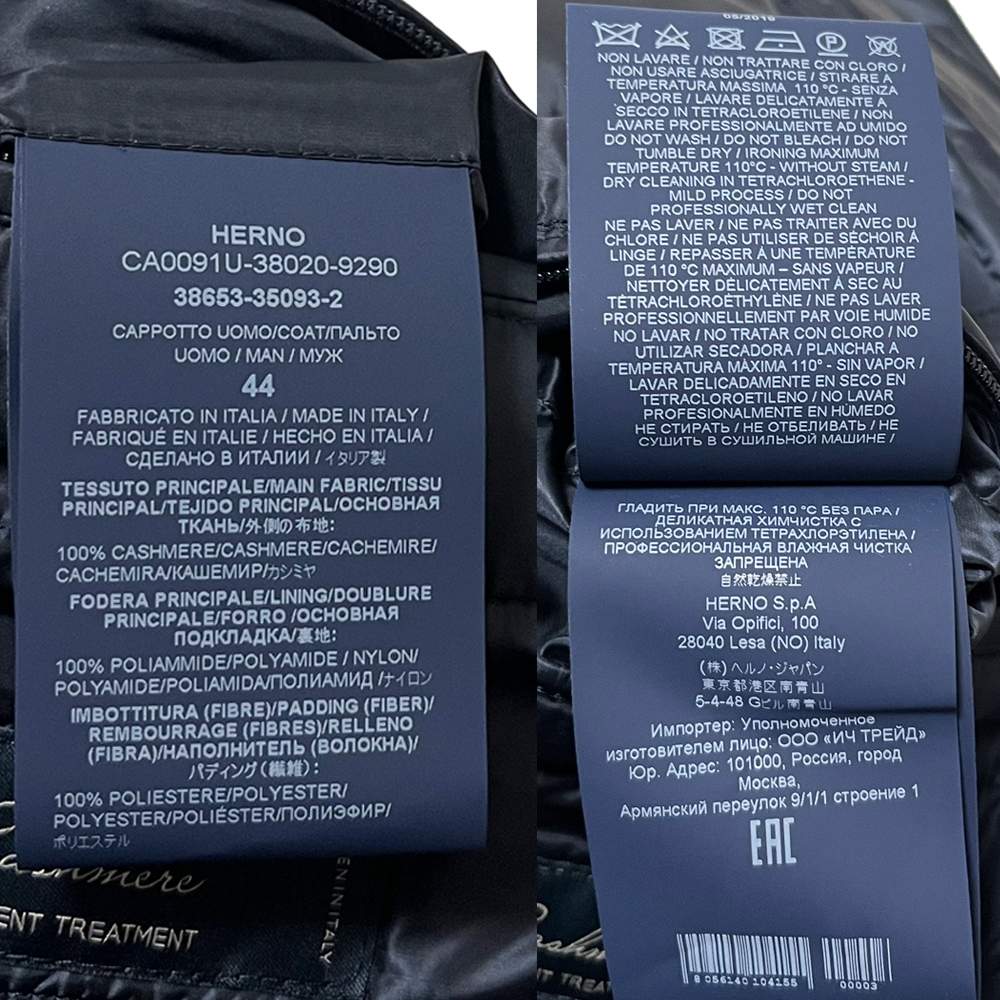 HERNO
CA0091U-38020-9290
38653-35093-2
CAPPOTTO UOMO/COAT/ПАЛЬТО
UOMO / MAN / МУЖ
44
FABBRICATO IN ITALIA / MADE IN ITALY /
FABRIQUÉ EN ITALIE / HECHO EN ITALIA /
СДЕЛАНО В ИТАЛИИ / イタリア製
TESSUTO PRINCIPALE/MAIN FABRIC/TISSU
PRINCIPAL/TEJIDO PRINCIPAL/ОСНОВНАЯ
ТКАНЬ/外側の布地:
100% CASHMERE/CASHMERE/CACHEMIRE/
CACHEMIRA/КАШЕМИР/カシミヤ
FODERA PRINCIPALE/LINING/DOUBLURE
PRINCIPALE/FORRO /ОСНОВНАЯ
ПОДКЛАДКА/裏地:
100% POLIAMMIDE/POLYAMIDE / NYLON/
POLYAMIDE/POLIAMIDA/ПОЛИАМИД /ナイロン
IMBOTTITURA (FIBRE)/PADDING (FIBER)/
REMBOURRAGE (FIBRES)/RELLENO
(FIBRA)/НАПОЛНИТЕЛЬ (ВОЛОКНА)/
パディング(繊維):
100% POLIESTERE/POLYESTER/
POLYESTER/POLIÉSTER/ПОЛИЭФИР/
ポリエステル
ashmere
ENT TREATMENT
EN IN ITALY
05/2019
P
NON LAVARE / NON TRATTARE CON CLORO /
NON USARE ASCIUGATRICE / STIRARE A
TEMPERATURA MASSIMA 110 °C - SENZA
VAPORE / LAVARE DELICATAMENTE A
SECCO IN TETRACLOROETILENE / NON
LAVARE PROFESSIONALMENTE AD UMIDO
DO NOT WASH / DO NOT BLEACH / DO NOT
TUMBLE DRY / IRONING MAXIMUM
TEMPERATURE 110°C - WITHOUT STEAM /
DRY CLEANING IN TETRACHLOROETHENE -
MILD PROCESS / DO NOT
PROFESSIONALLY WET CLEAN
NE PAS LAVER / NE PAS TRAITER AVEC DU
CHLORE / NE PAS UTILISER DE SÉCHOIR À
LINGE / REPASSER À UNE TEMPÉRATURE
DE 110 °C MAXIMUM – SANS VAPEUR /
NETTOYER DÉLICATEMENT À SEC AU
TÉTRACHLOROÉTHYLÈNE / NE PAS LAVER
PROFESSIONNELLEMENT PAR VOIE HUMIDE
NO LAVAR / NO TRATAR CON CLORO / NO
UTILIZAR SECADORA / PLANCHAR A
TEMPERATURA MÁXIMA 110° - SIN VAPOR /
LAVAR DELICADAMENTE EN SECO EN
TETRACLOROETILENO / NO LAVAR
PROFESIONALMENTE EN HÚMEDO
НЕ СТИРАТЬ / НЕ ОТБЕЛИВАТЬ / НЕ
СУШИТЬ В СУШИЛЬНОЙ МАШИНЕ /
ГЛАДИТЬ ПРИ МАКС. 110 °C БЕЗ ПАРА /
ДЕЛИКАТНАЯ ХИМЧИСТКА С
ИСПОЛЬЗОВАНИЕМ ТЕТРАХЛОРЭТИЛЕНА /
ПРОФЕССИОНАЛЬНАЯ ВЛАЖНАЯ ЧИСТКА
ЗАПРЕЩЕНА
自然乾燥禁止
HERNO S.p.A
Via Opifici, 100
28040 Lesa (NO) Italy
(株) ヘルノ・ジャパン
東京都港区南青山
5-4-48 Gビル南青山
Импортер: Уполномоченное
изготовителем лицо: ООО «ИЧ ТРЕЙД»
Юр. Адрес: 101000, Россия, город
Москва,
Армянский переулок 9/1/1 строение 1
EAC
8 056140 104155
00003